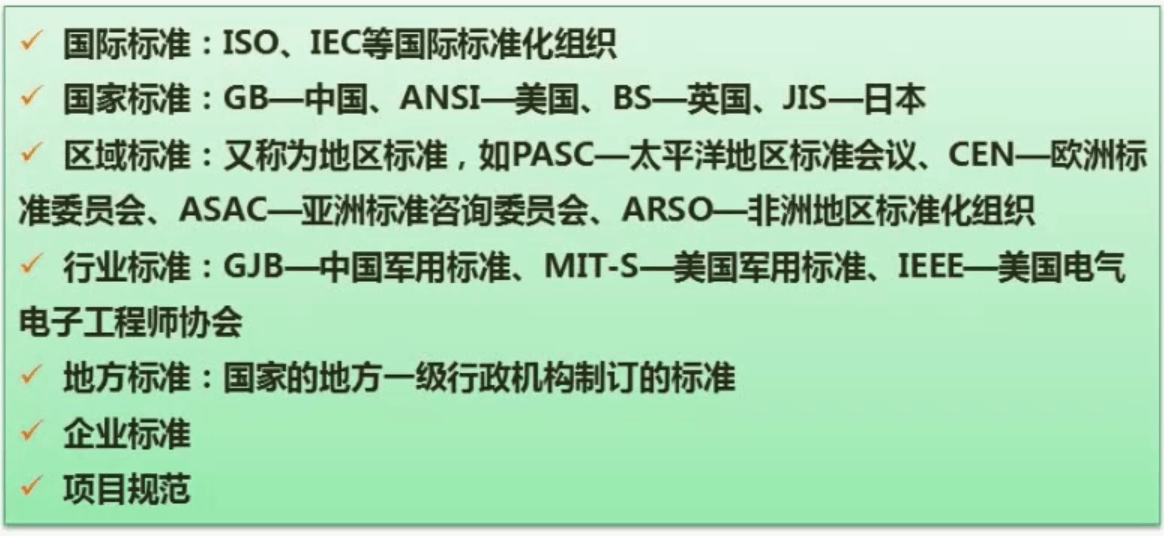 ✓ 国际标准：ISO、IEC等国际标准化组织
✓ 国家标准：GB—中国、ANSI—美国、BS—英国、JIS—日本
✓ 区域标准：又称为地区标准，如PASC—太平洋地区标准会议、CEN—欧洲标
准委员会、ASAC—亚洲标准咨询委员会、ARSO—非洲地区标准化组织
✓ 行业标准：GJB—中国军用标准、MIT-S—美国军用标准、IEEE—美国电气
电子工程师协会
✓ 地方标准：国家的地方一级行政机构制订的标准
✓ 企业标准
✓ 项目规范